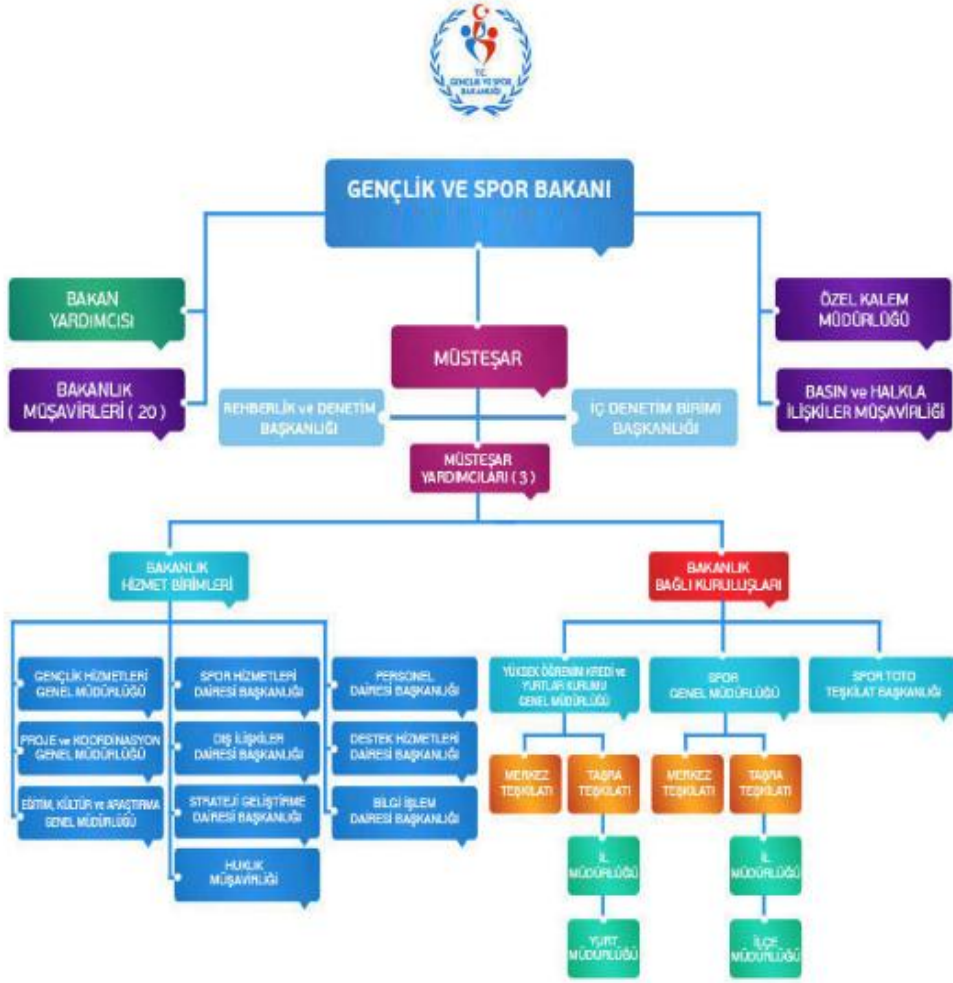 T.C.
GENÇLİK VE SPOR
BAKANLIĞI
GENÇLİK VE SPOR BAKANI
BAKAN
YARDIMCISI
ÖZEL KALEM
MÜDÜRLÜĞÜ
MÜSTEŞAR
BAKANLIK
MÜŞAVİRLERİ ( 20 )
BASIN ve HALKLA
İLİŞKİLER MÜŞAVİRLİĞİ
REHBERLİK ve DENETİM
BAŞKANLIĞI
İÇ DENETİM BİRİMİ
BAŞKANLIĞI
MÜSTEŞAR
YARDIMCILARI ( 3 )
BAKANLIK
HİZMET BİRİMLERİ
BAKANLIK
BAĞLI KURULUŞLARI
GENÇLİK HİZMETLERİ
GENEL MÜDÜRLÜĞÜ
SPOR HİZMETLERİ
DAİRESİ BAŞKANLIĞI
PERSONEL
DAİRESİ BAŞKANLIĞI
YÜKSEK ÖĞRENİN KREDİ ve
YURTLAR KURUMU
GENEL MÜDÜRLÜĞÜ
SPOR
GENEL MÜDÜRLÜĞÜ
SPOR TOTO
TEŞKİLAT BAŞKANLIĞI
PROJE ve KOORDİNASYON
GENEL MÜDÜRLÜĞÜ
DIŞ İLİŞKİLER
DAİRESİ BAŞKANLIĞI
DESTEK HİZMETLERİ
DAİRESİ BAŞKANLIĞI
MERKEZ
TEŞKİLATI
TAŞRA
TEŞKİLATI
MERKEZ
TEŞKİLATI
TAŞRA
TEŞKİLATI
EĞİTİM, KÜLTÜR ve ARAŞTIRMA
GENEL MÜDÜRLÜĞÜ
STRATEJİ GELİŞTİRME
DAİRESİ BAŞKANLIĞI
BİLGİ İŞLEM
DAİRESİ BAŞKANLIĞI
HUKUK
MÜŞAVİRLİĞİ
İL
MÜDÜRLÜĞÜ
İL
MÜDÜRLÜĞÜ
YURT
MÜDÜRLÜĞÜ
İLÇE
MÜDÜRLÜĞÜ